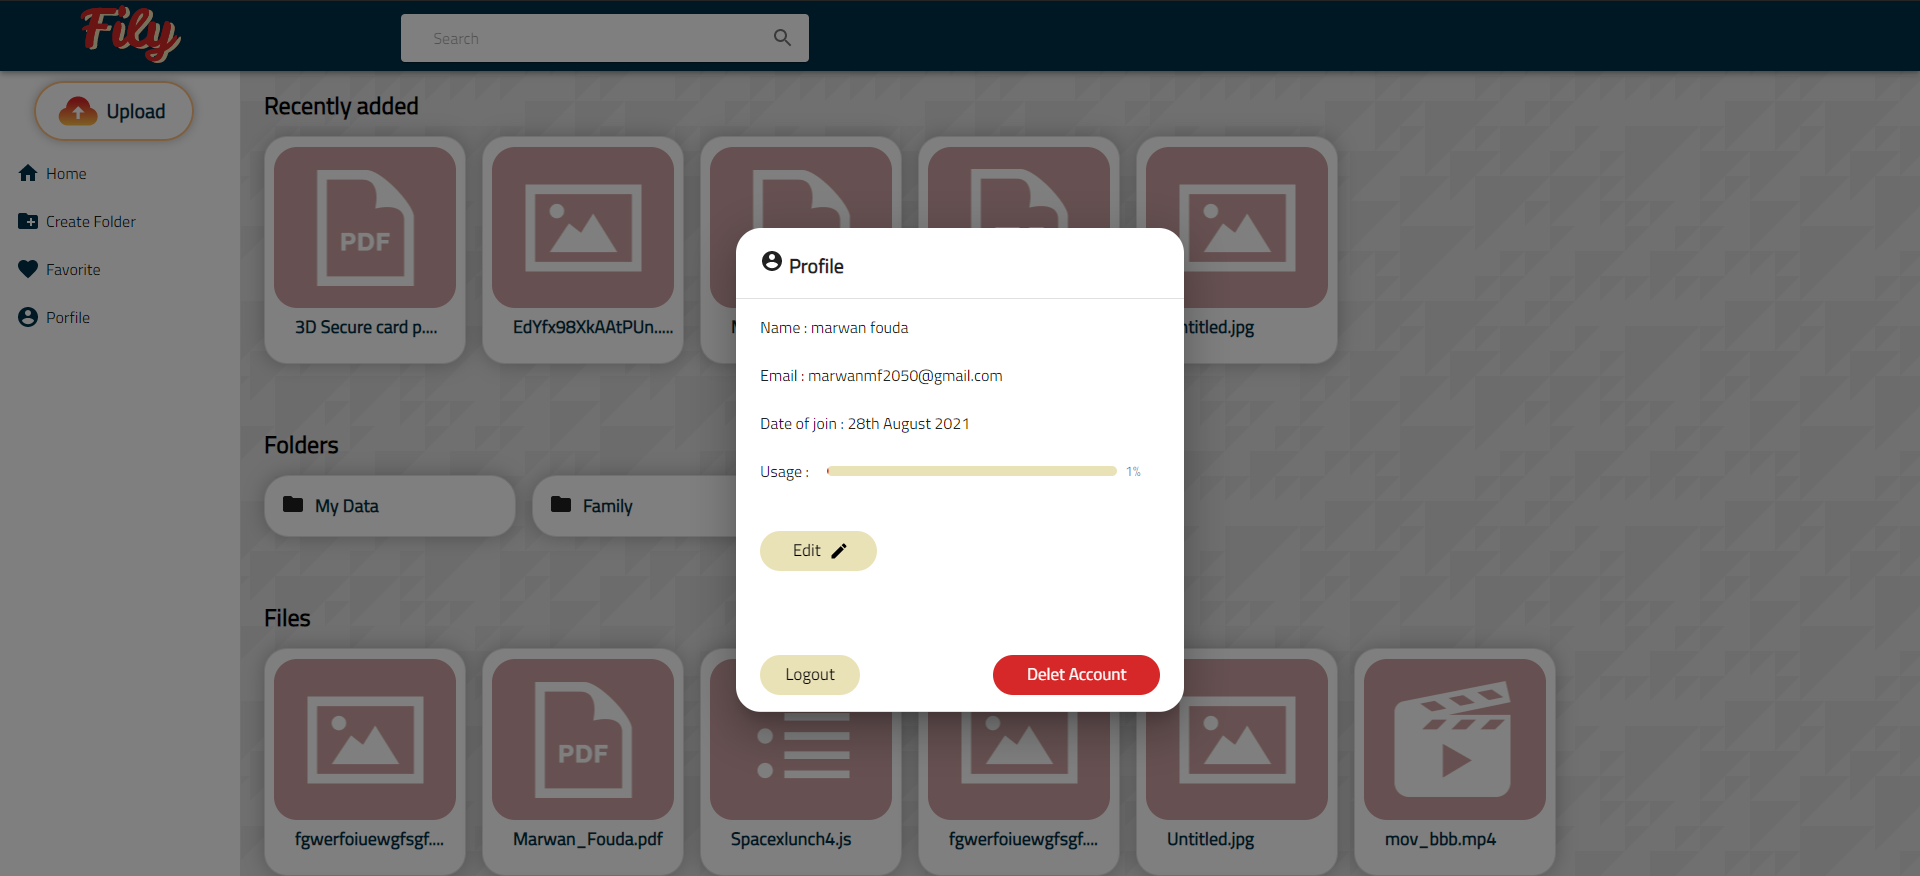 Fily
Search
Upload
Home
Create Folder
Favorite
Porfile
Recently added
PDF
3D Secure card p....
EdYfx98XkAAtPUn.....
Profile
Name : marwan fouda
Email : marwanmf2050@gmail.com
Date of join : 28th August 2021
Usage :
1%
Edit
Logout
Delet Account
Folders
My Data
Family
Files
PDF
fgwerfoiuewgfsgf....
Marwan_Fouda.pdf
Spacexlunch4.js
fgwerfoiuewgfsgf....
Untitled.jpg
mov_bbb.mp4